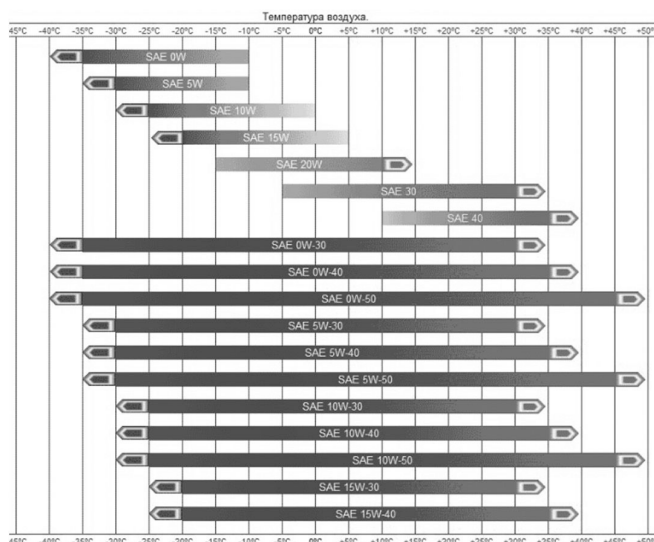 Температура воздуха.
45°C -40°C -35°C -30°C -25°C -20°C -15°C -10°C -5°C 0°C +5°C +10°C +15°C +20°C +25°C +30°C +35°C +40°C +45°C +50°C
SAE 0W
SAE 5W
SAE 10W
SAE 15W
SAE 20W
SAE 30
SAE 40
SAE 0W-30
SAE 0W-40
SAE 0W-50
SAE 5W-30
SAE 5W-40
SAE 5W-50
SAE 10W-30
SAE 10W-40
SAE 10W-50
SAE 15W-30
SAE 15W-40